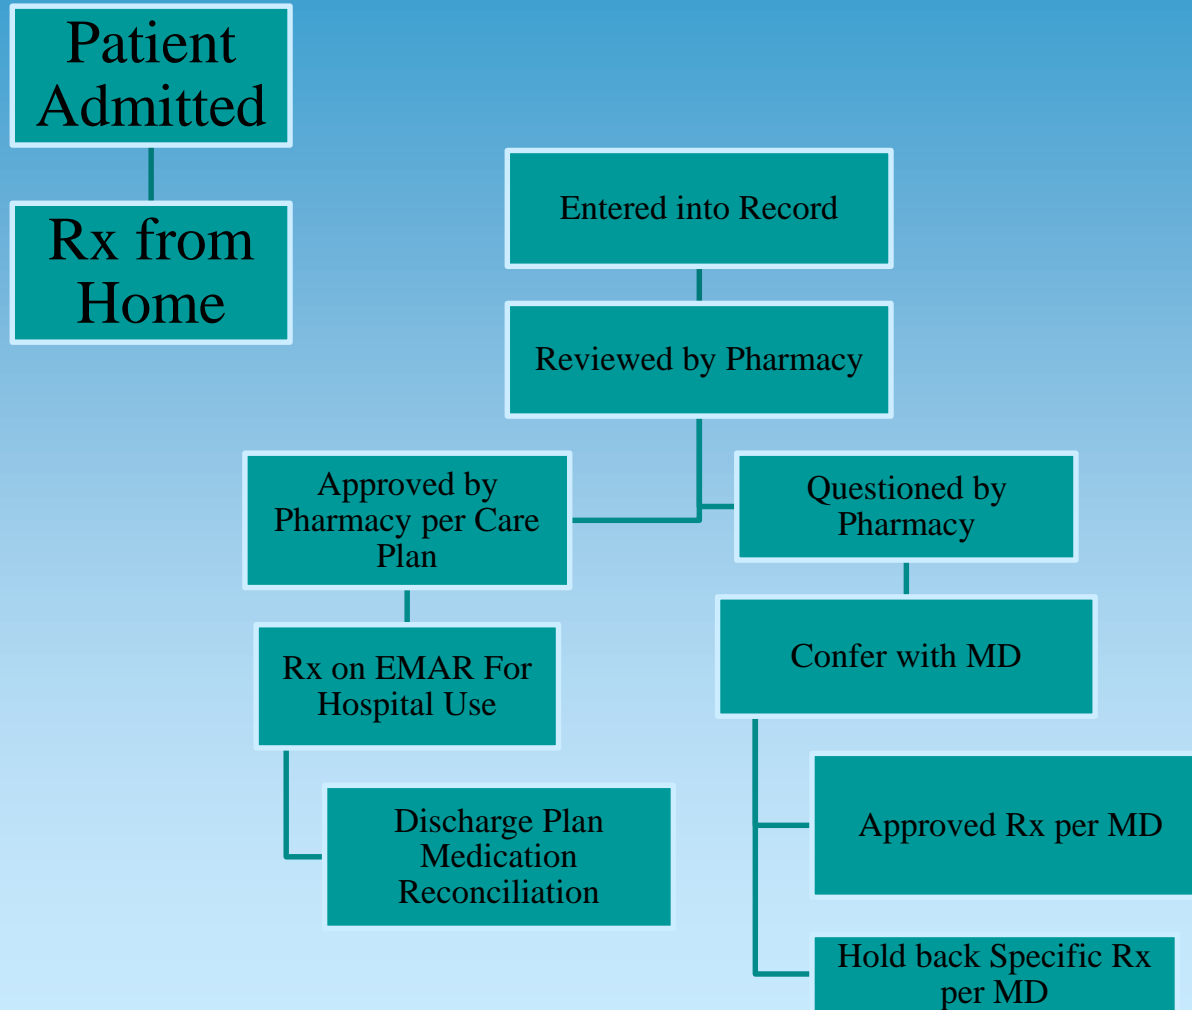 Patient
Admitted
Rx from
Home
Entered into Record
Reviewed by Pharmacy
Approved by
Pharmacy per Care
Plan
Rx on EMAR For
Hospital Use
Discharge Plan
Medication
Reconciliation
Questioned by
Pharmacy
Confer with MD
Approved Rx per MD
Hold back Specific Rx
per MD